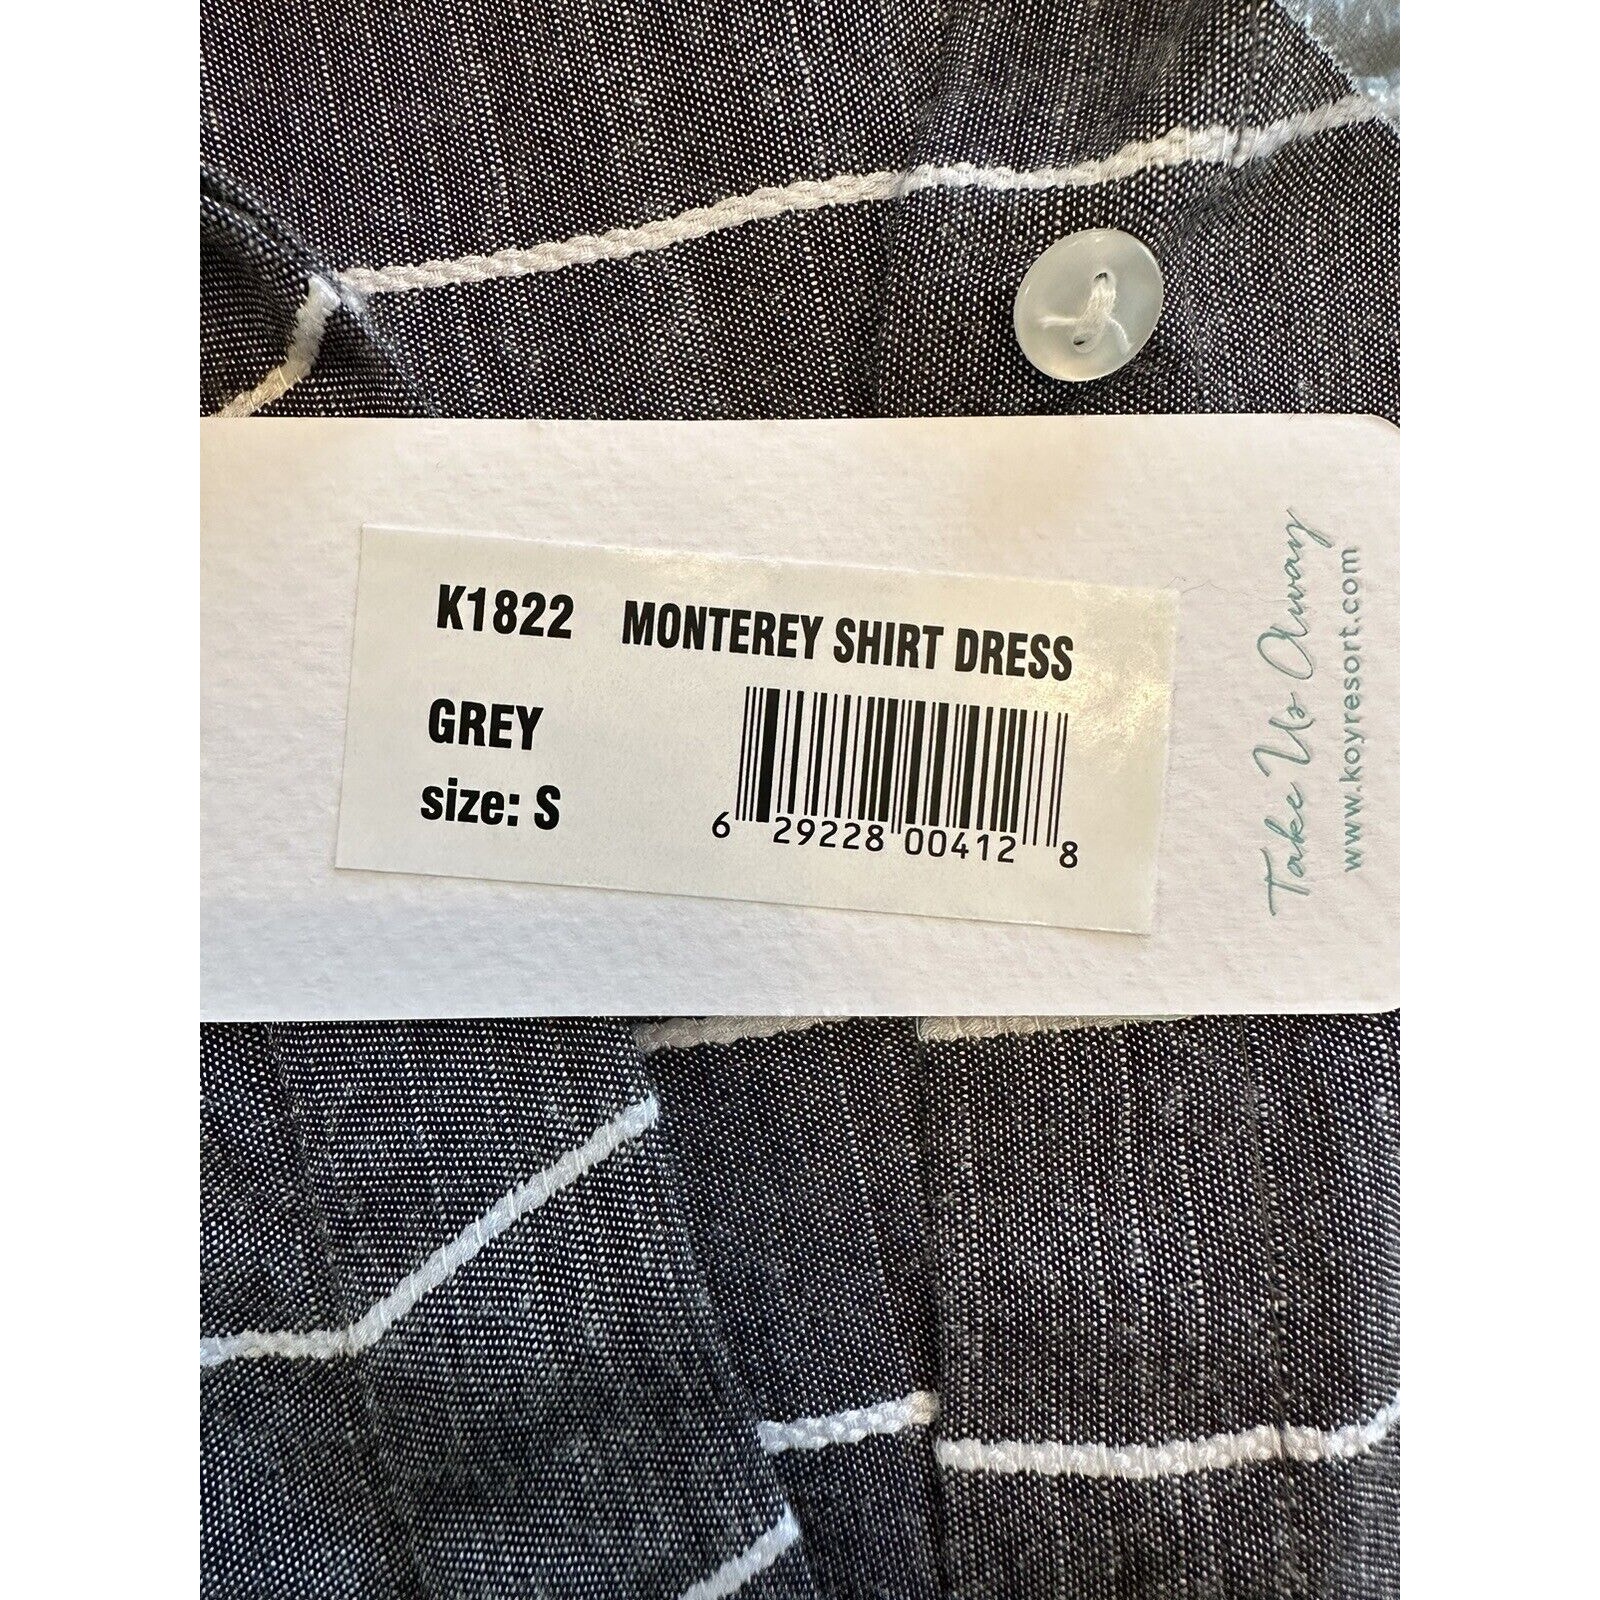 K1822 MONTEREY SHIRT DRESS
GREY
size: S
6 29228 00412 8
Take Us Away
www.koyresort.com